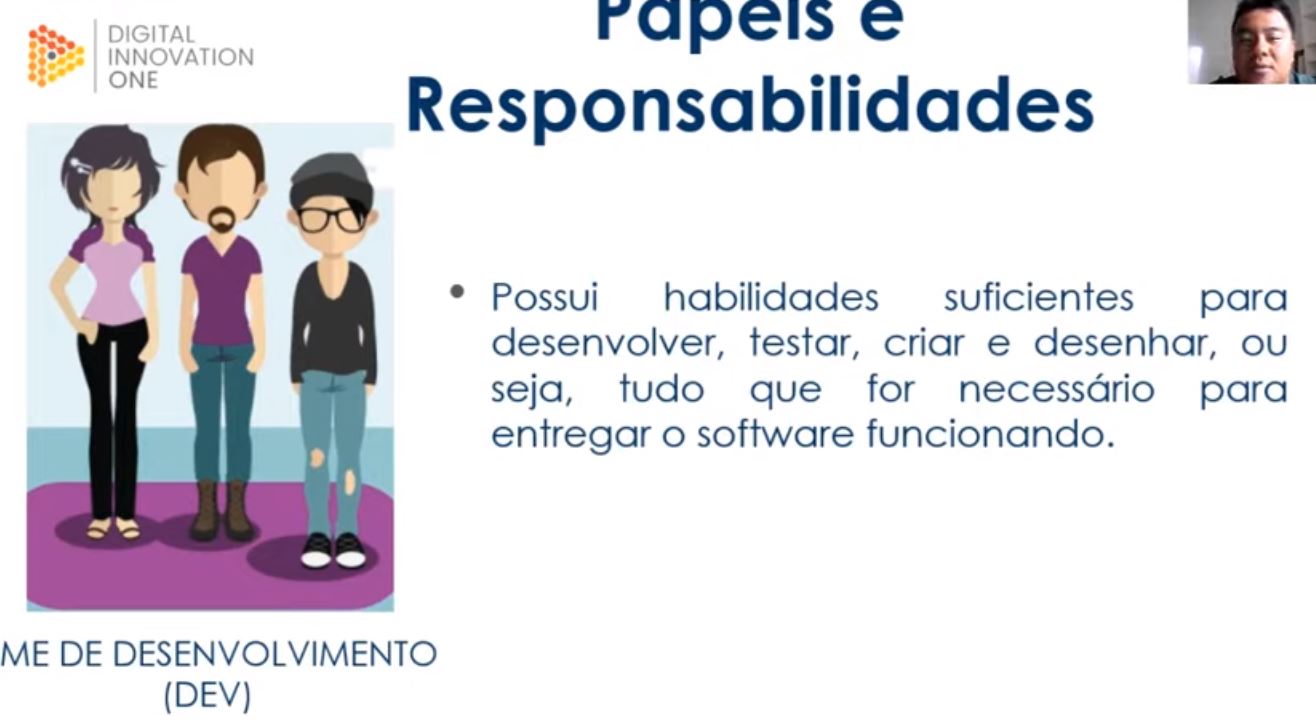 DIGITAL
INNOVATION
ONE
Papéis e
Responsabilidades
Possui habilidades suficientes para
desenvolver, testar, criar e desenhar, ou
seja, tudo que for necessário para
entregar o software funcionando.
ME DE DESENVOLVIMENTO
(DEV)